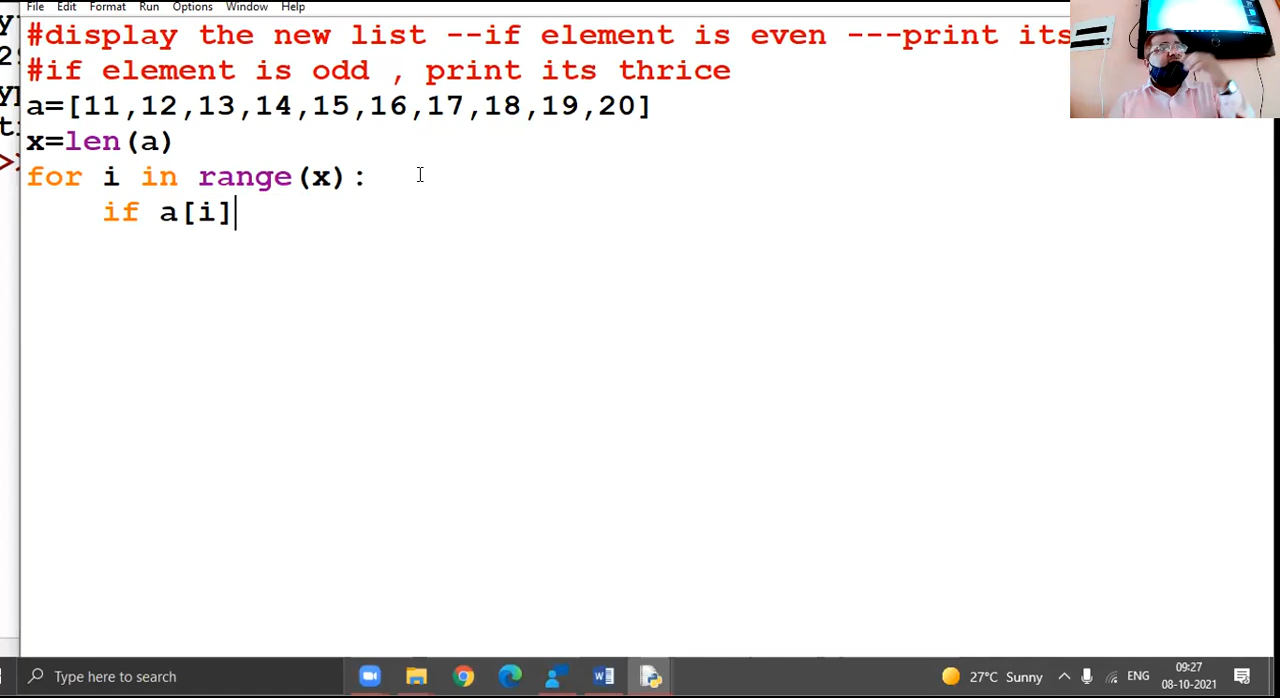 File Edit Format Run Options Window Help
#display the new list --if element is even ---print its
#if element is odd , print its thrice
a=[11,12,13,14,15,16,17,18,19,20]
x=len(a)
for i in range(x):
if a[i]
Type here to search
27°C Sunny
ENG
09:27
08-10-2021